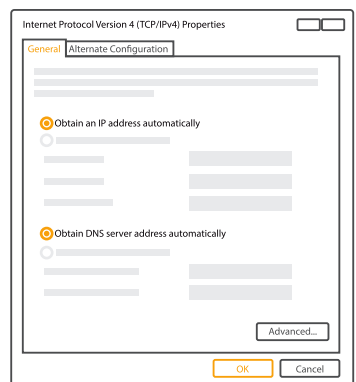 Internet Protocol Version 4 (TCP/IPv4) Properties
General
Alternate Configuration
Obtain an IP address automatically
Obtain DNS server address automatically
Advanced...
OK
Cancel